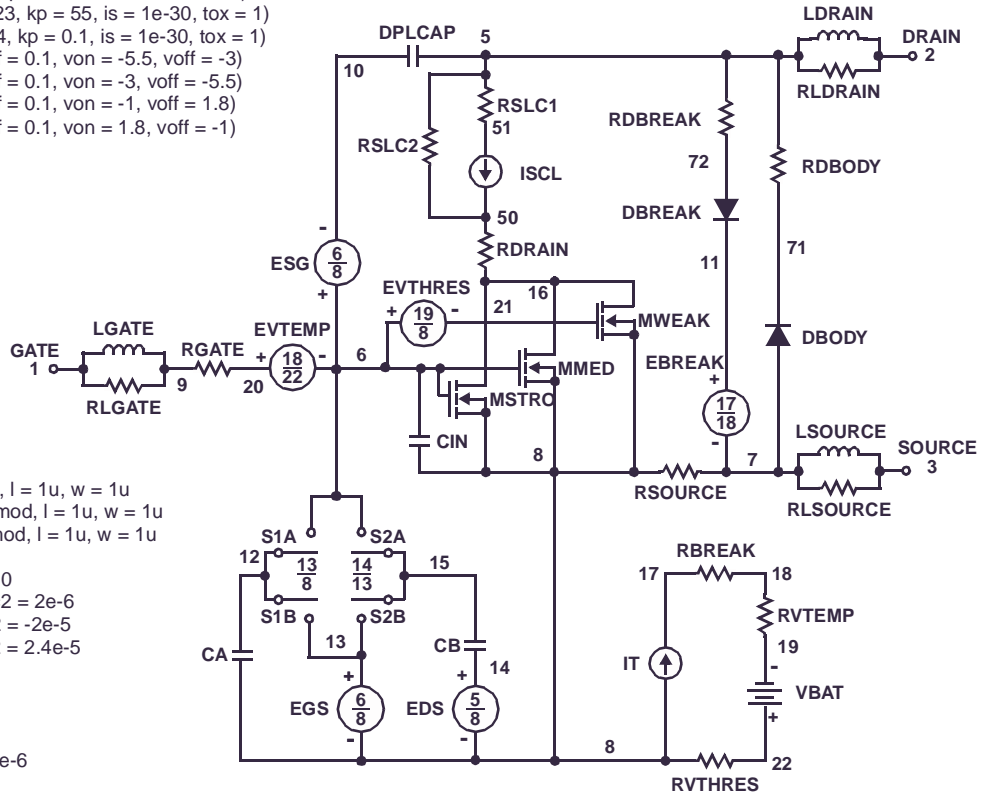 23, kp = 55, is = 1e-30, tox = 1)
4, kp = 0.1, is = 1e-30, tox = 1)
f = 0.1, von = -5.5, voff = -3)
f = 0.1, von = -3, voff = -5.5)
f = 0.1, von = -1, voff = 1.8)
f = 0.1, von = 1.8, voff = -1)
DPLCAP
5
10
LDRAIN
DRAIN
2
RLDRAIN
RSLC1
51
RSLC2
ISCL
50
RDRAIN
RDBREAK
72
RDBODY
DBREAK
11
71
ESG
6
8
-
+
EVTHRES
+
19
8
-
21
16
MWEAK
LGATE
GATE
1
RLGATE
9
RGATE
20
EVTEMP
+
18
22
-
6
MMED
MSTRO
CIN
8
EBREAK
+
17
18
-
DBODY
7
RSOURCE
LSOURCE
SOURCE
3
RLSOURCE
, l = 1u, w = 1u
mod, l = 1u, w = 1u
nod, l = 1u, w = 1u
0
2 = 2e-6
= -2e-5
= 2.4e-5
e-6
S1A
S2A
12
13
8
14
13
15
S1B
S2B
13
CA
CB
14
+
EGS
6
8
-
+
EDS
5
8
-
8
RBREAK
17
18
RVTEMP
19
IT
-
VBAT
+
22
RVTHRES